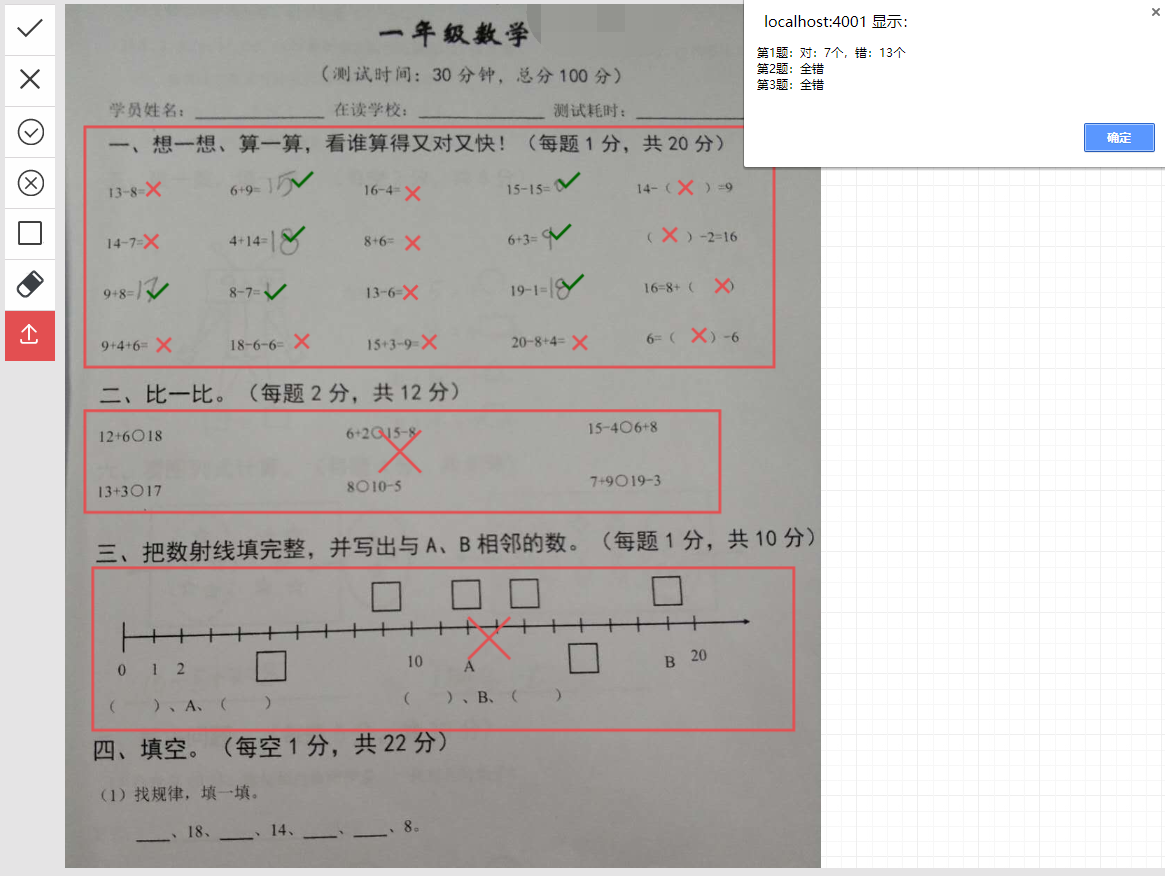 localhost:4001 显示:
第1题：对：7个，错：13个
第2题：全错
第3题：全错
确定
一年级数学
（测试时间：30 分钟，总分 100 分）
学员姓名：__________ 在读学校：__________ 测试耗时：__________
一、想一想、算一算，看谁算得又对又快！（每题 1 分，共 20 分）
13-8= 6+9=15 16-4= 15-15=0 14-（ ）=9
14-7= 4+14=18 8+6= 6+3=9 （ ）-2=16
9+8=17 8-7=1 13-6= 19-1=18 16=8+（ ）
9+4+6= 18-6-6= 15+3-9= 20-8+4= 6=（ ）-6
二、比一比。（每题 2 分，共 12 分）
12+6○18 6+2○15-8 15-4○6+8
13+3○17 8○10-5 7+9○19-3
三、把数射线填完整，并写出与 A、B 相邻的数。（每题 1 分，共 10 分）
0 1 2 10 A B 20
（ ）、A、（ ） （ ）、B、（ ）
四、填空。（每空 1 分，共 22 分）
（1）找规律，填一填。
____、18、____、14、____、____、8。